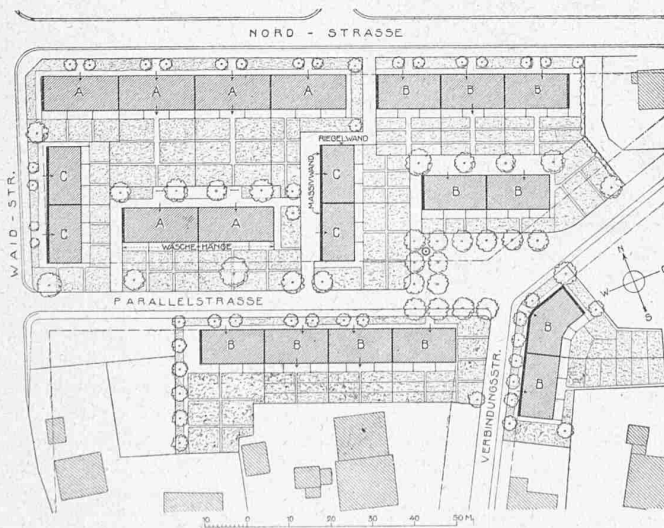 NORD - STRASSE
A A A A B B B
RIEGELWAND
MASSIVWAND
C C B B
WAID - STR.
C A A C
WÄSCHE-HÄNGE
N
W O
S
PARALLELSTRASSE
B B B B B
B
VERBINDUNGSSTR.
10 0 10 20 30 40 50 M.